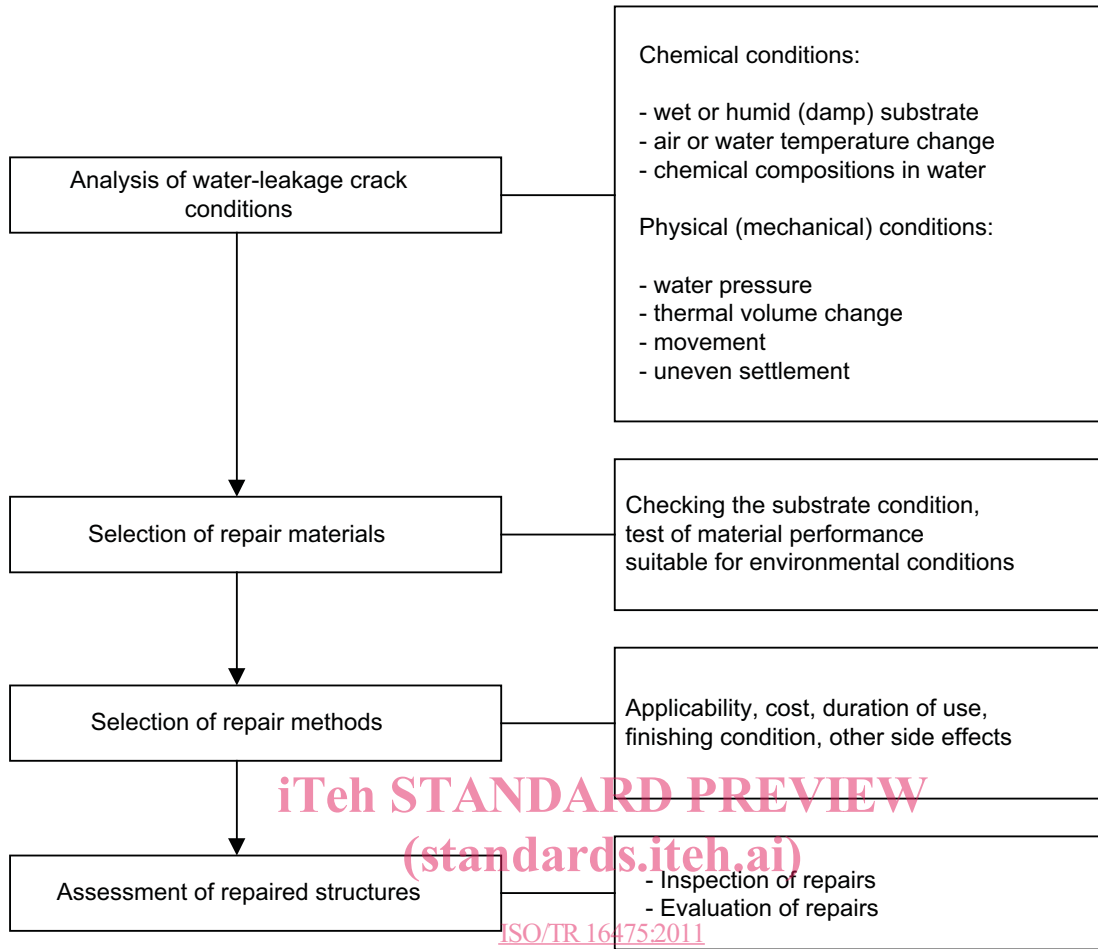 Chemical conditions:
- wet or humid (damp) substrate
- air or water temperature change
- chemical compositions in water
Analysis of water-leakage crack
conditions
Physical (mechanical) conditions:
- water pressure
- thermal volume change
- movement
- uneven settlement
Selection of repair materials
Checking the substrate condition,
test of material performance
suitable for environmental conditions
Selection of repair methods
Applicability, cost, duration of use,
finishing condition, other side effects
iTeh STANDARD PREVIEW
(standards.iteh.ai)
Assessment of repaired structures
- Inspection of repairs
- Evaluation of repairs
ISO/TR 16475:2011